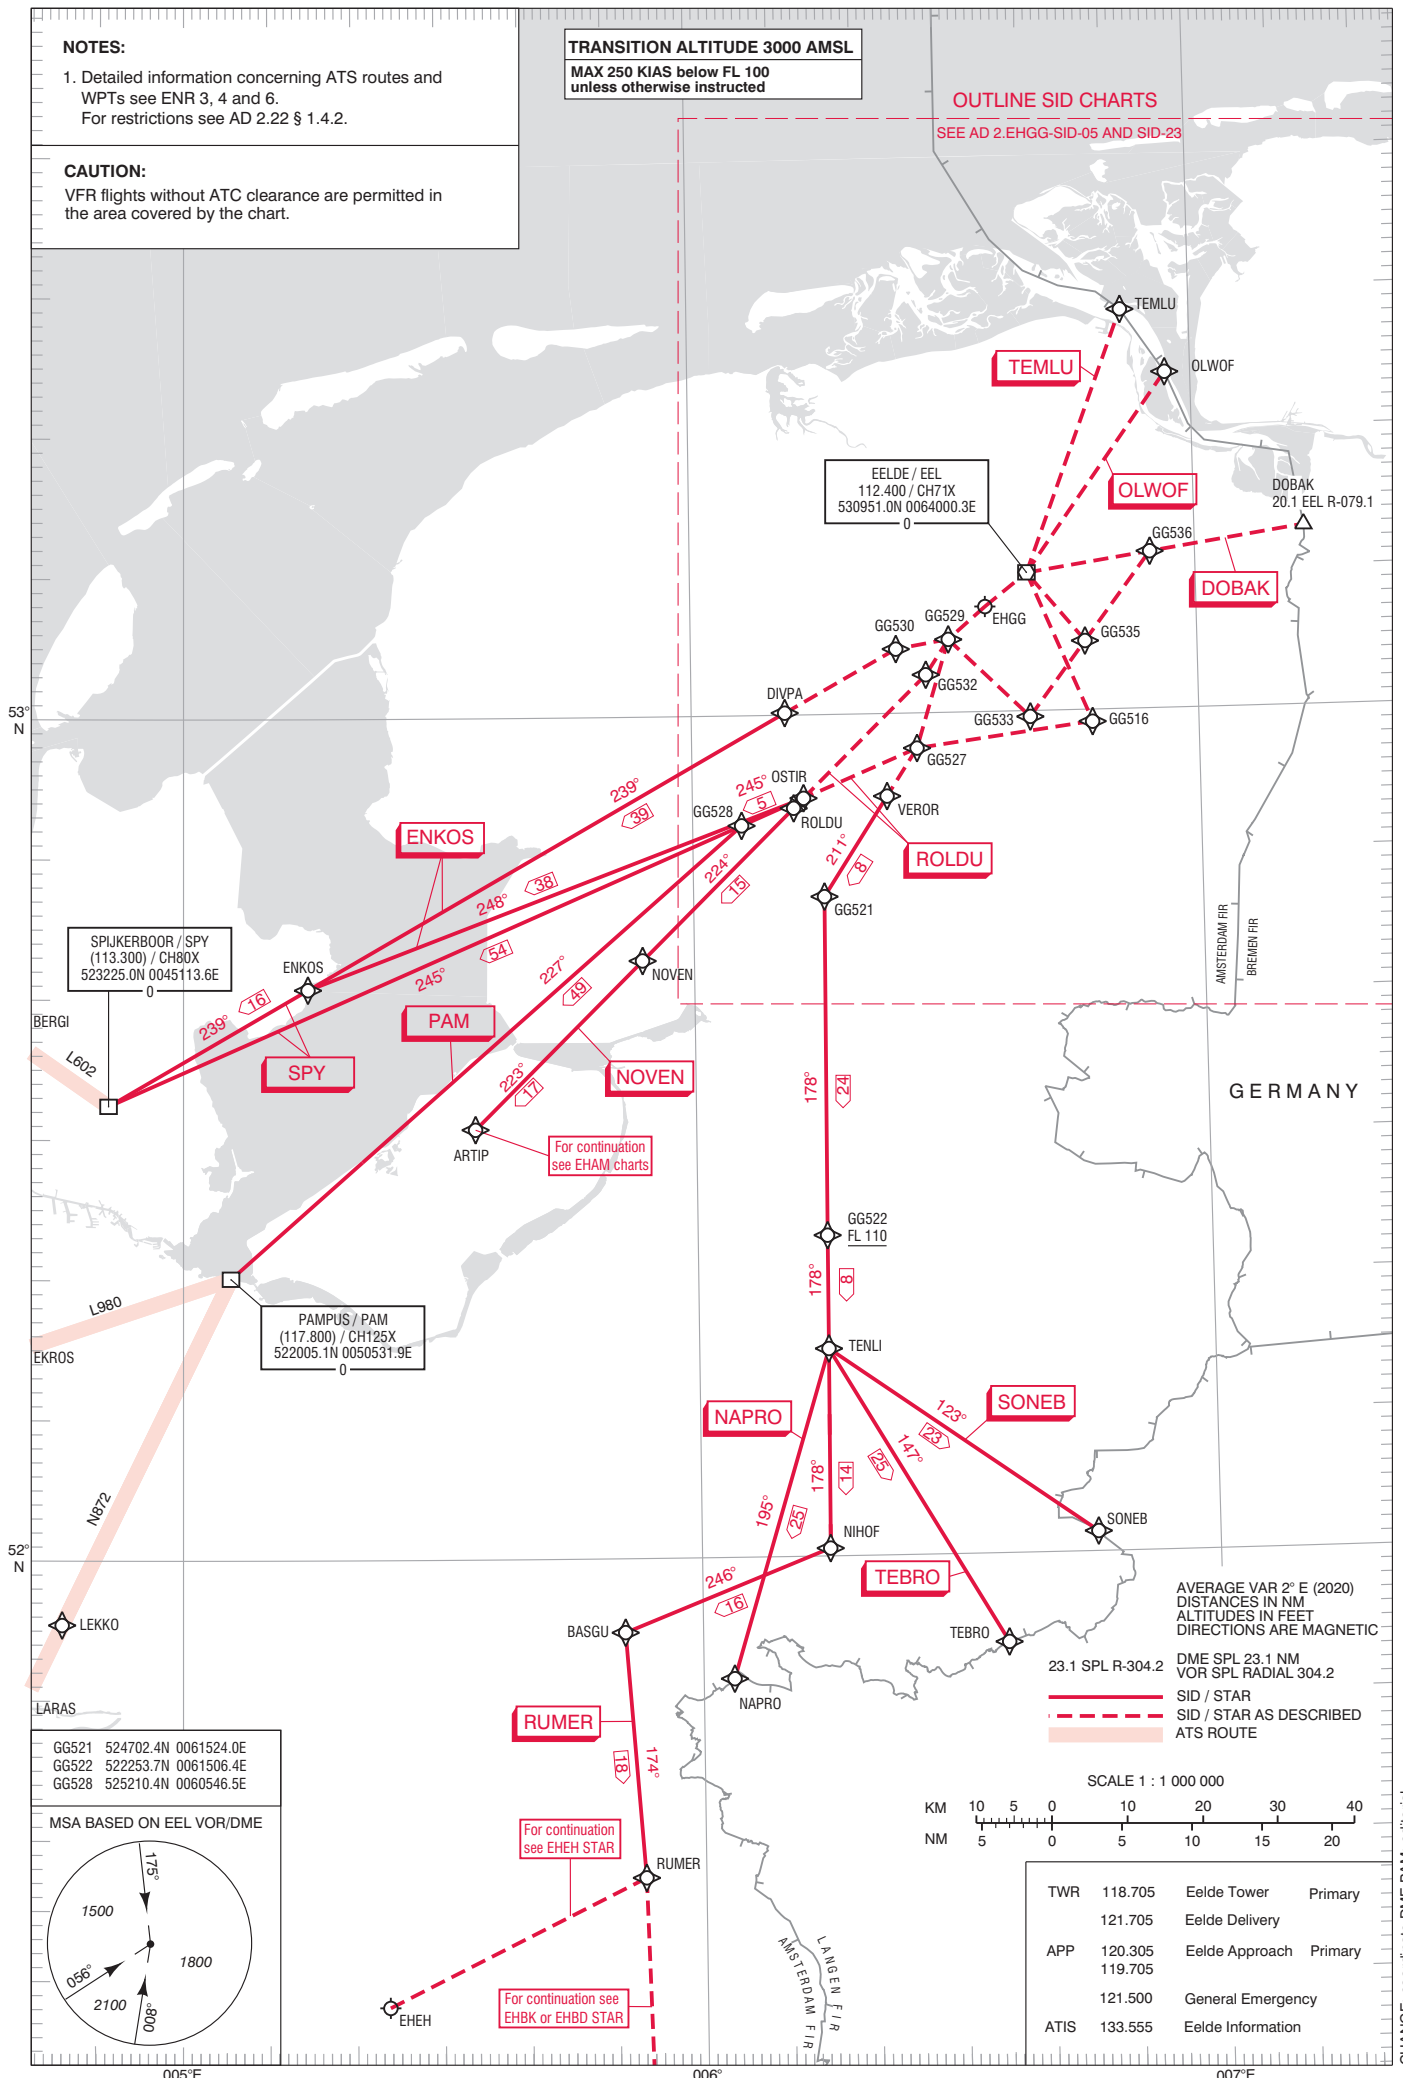 NOTES:
1. Detailed information concerning ATS routes and
WPTs see ENR 3, 4 and 6.
For restrictions see AD 2.22 § 1.4.2.
CAUTION:
VFR flights without ATC clearance are permitted in
the area covered by the chart.
TRANSITION ALTITUDE 3000 AMSL
MAX 250 KIAS below FL 100
unless otherwise instructed
OUTLINE SID CHARTS
SEE AD 2.EHGG-SID-05 AND SID-23
TEMLU
TEMLU
OLWOF
OLWOF
EELDE / EEL
112.400 / CH71X
530951.0N 0064000.3E
0
DOBAK
20.1 EEL R-079.1
GG536
DOBAK
EHGG
GG529
GG530
GG535
GG532
DIVPA
GG533
GG516
53°
N
GG527
OSTIR
245°
5
239°
39
GG528
ROLDU
VEROR
ENKOS
211°
8
ROLDU
224°
15
38
248°
GG521
54
245°
227°
49
NOVEN
AMSTERDAM FIR
BREMEN FIR
SPIJKERBOOR / SPY
(113.300) / CH80X
523225.0N 0045113.6E
0
ENKOS
16
239°
BERGI
L602
PAM
SPY
NOVEN
223°
17
178°
24
GERMANY
ARTIP
For continuation
see EHAM charts
GG522
FL 110
178°
8
L980
EKROS
PAMPUS / PAM
(117.800) / CH125X
522005.1N 0050531.9E
0
TENLI
NAPRO
SONEB
123°
23
147°
25
178°
14
195°
25
N872
NIHOF
SONEB
52°
N
TEBRO
246°
16
BASGU
LEKKO
TEBRO
NAPRO
LARAS
RUMER
18
174°
AVERAGE VAR 2° E (2020)
DISTANCES IN NM
ALTITUDES IN FEET
DIRECTIONS ARE MAGNETIC
23.1 SPL R-304.2
DME SPL 23.1 NM
VOR SPL RADIAL 304.2
SID / STAR
SID / STAR AS DESCRIBED
ATS ROUTE
GG521 524702.4N 0061524.0E
GG522 522253.7N 0061506.4E
GG528 525210.4N 0060546.5E
MSA BASED ON EEL VOR/DME
175°
1500
1800
056°
2100
008°
SCALE 1 : 1 000 000
KM 10 5 0 10 20 30 40
NM 5 0 5 10 15 20
For continuation
see EHEH STAR
RUMER
EHEH
For continuation see
EHBK or EHBD STAR
LANGEN FIR
AMSTERDAM FIR
TWR 118.705 Eelde Tower Primary
121.705 Eelde Delivery
APP 120.305 Eelde Approach Primary
119.705
121.500 General Emergency
ATIS 133.555 Eelde Information
005°E
006°
007°E